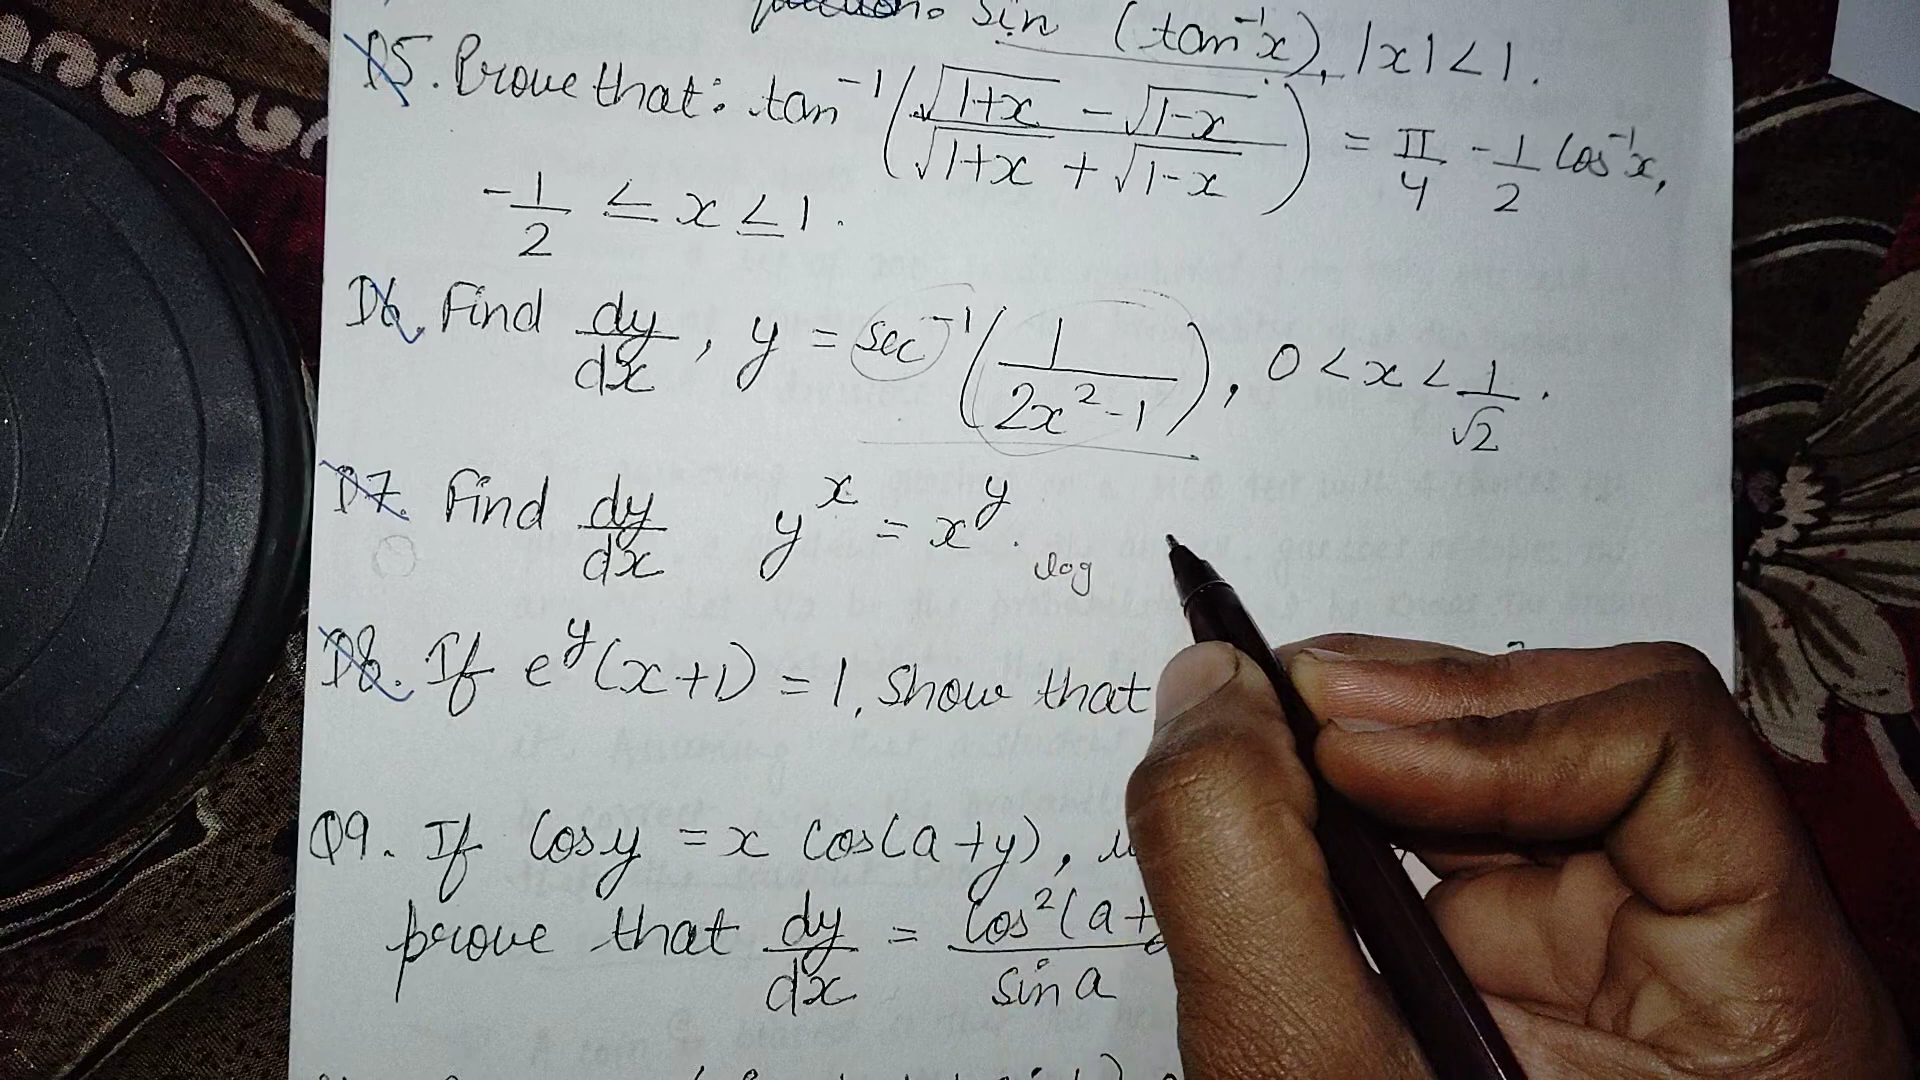 sin (tan⁻¹x), |x| < 1.
Q5. Prove that: tan⁻¹((√(1+x) - √(1-x))/(√(1+x) + √(1-x))) = π/4 - 1/2 cos⁻¹x,
-1/2 ≤ x ≤ 1.
Q6. Find dy/dx, y = sec⁻¹(1/(2x²-1)), 0 < x < 1/√2.
Q7. Find dy/dx y^x = x^y. log
Q8. If e^y(x+1) = 1, Show that
Q9. If cosy = x cos(a+y),
prove that dy/dx = cos²(a+/sin a